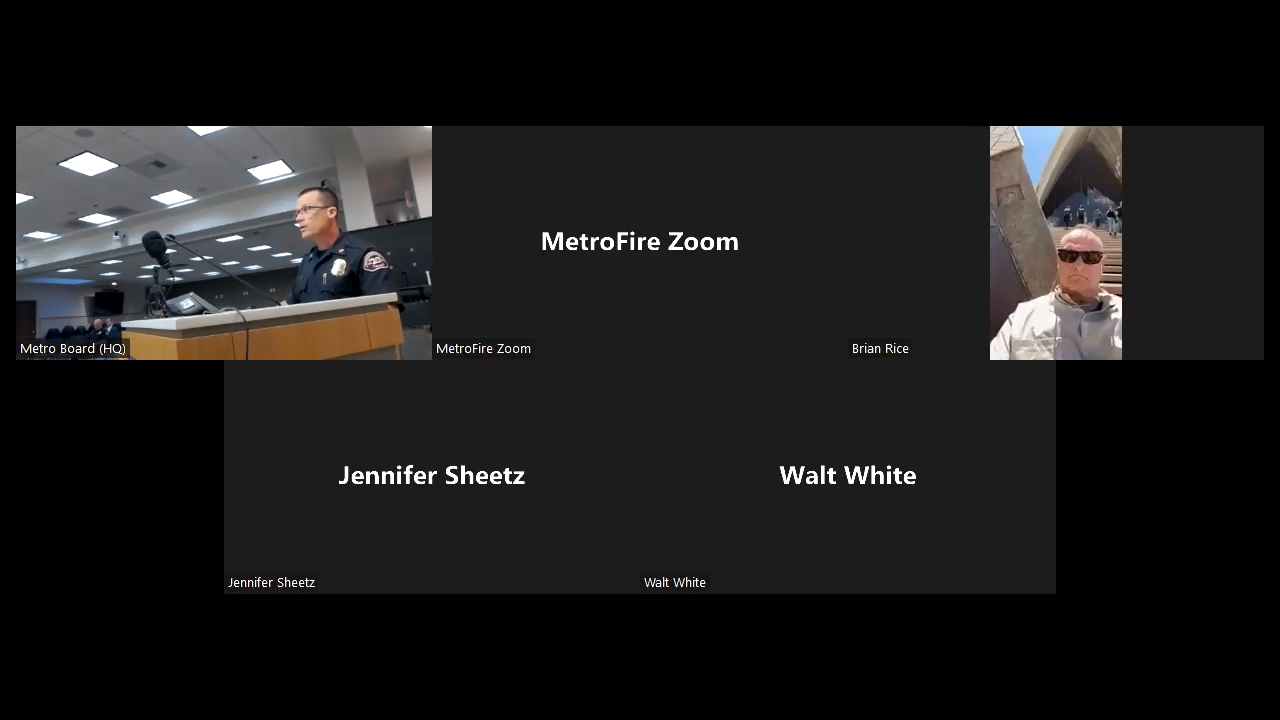 MetroFire Zoom
Metro Board (HQ)
MetroFire Zoom
Brian Rice
Jennifer Sheetz
Walt White
Jennifer Sheetz
Walt White